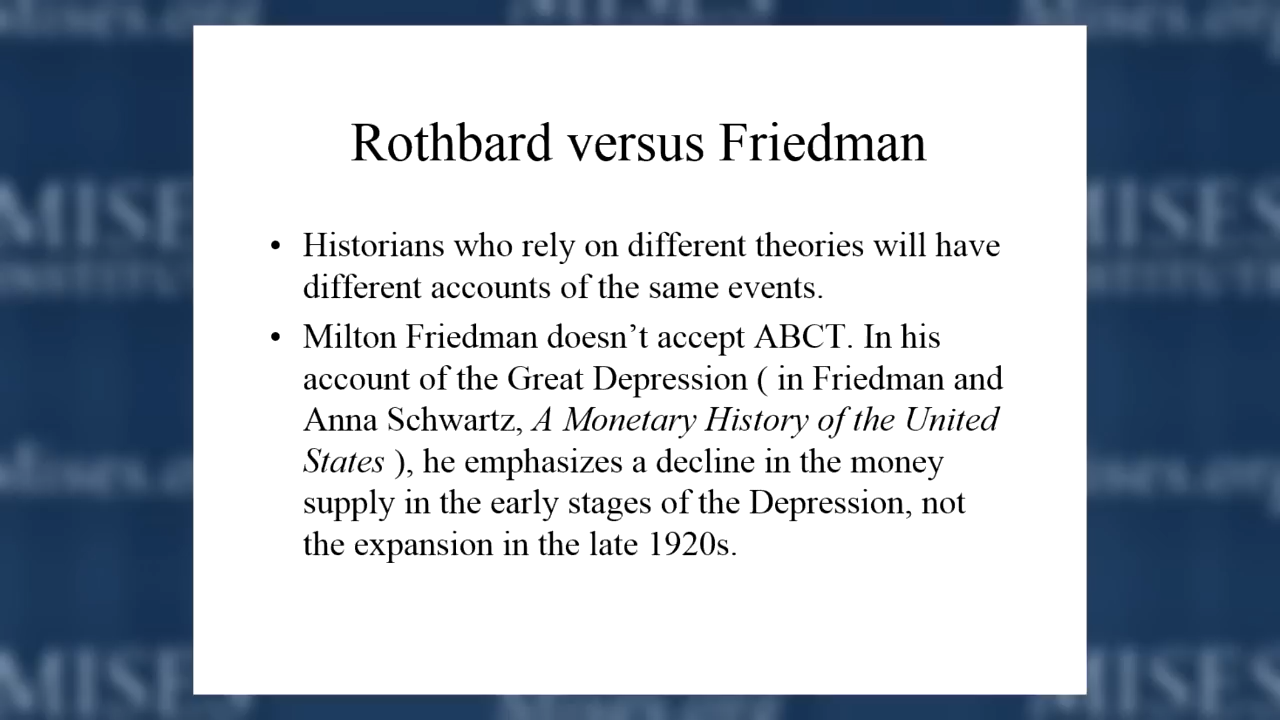 Rothbard versus Friedman
• Historians who rely on different theories will have
different accounts of the same events.
• Milton Friedman doesn’t accept ABCT. In his
account of the Great Depression ( in Friedman and
Anna Schwartz, A Monetary History of the United
States ), he emphasizes a decline in the money
supply in the early stages of the Depression, not
the expansion in the late 1920s.